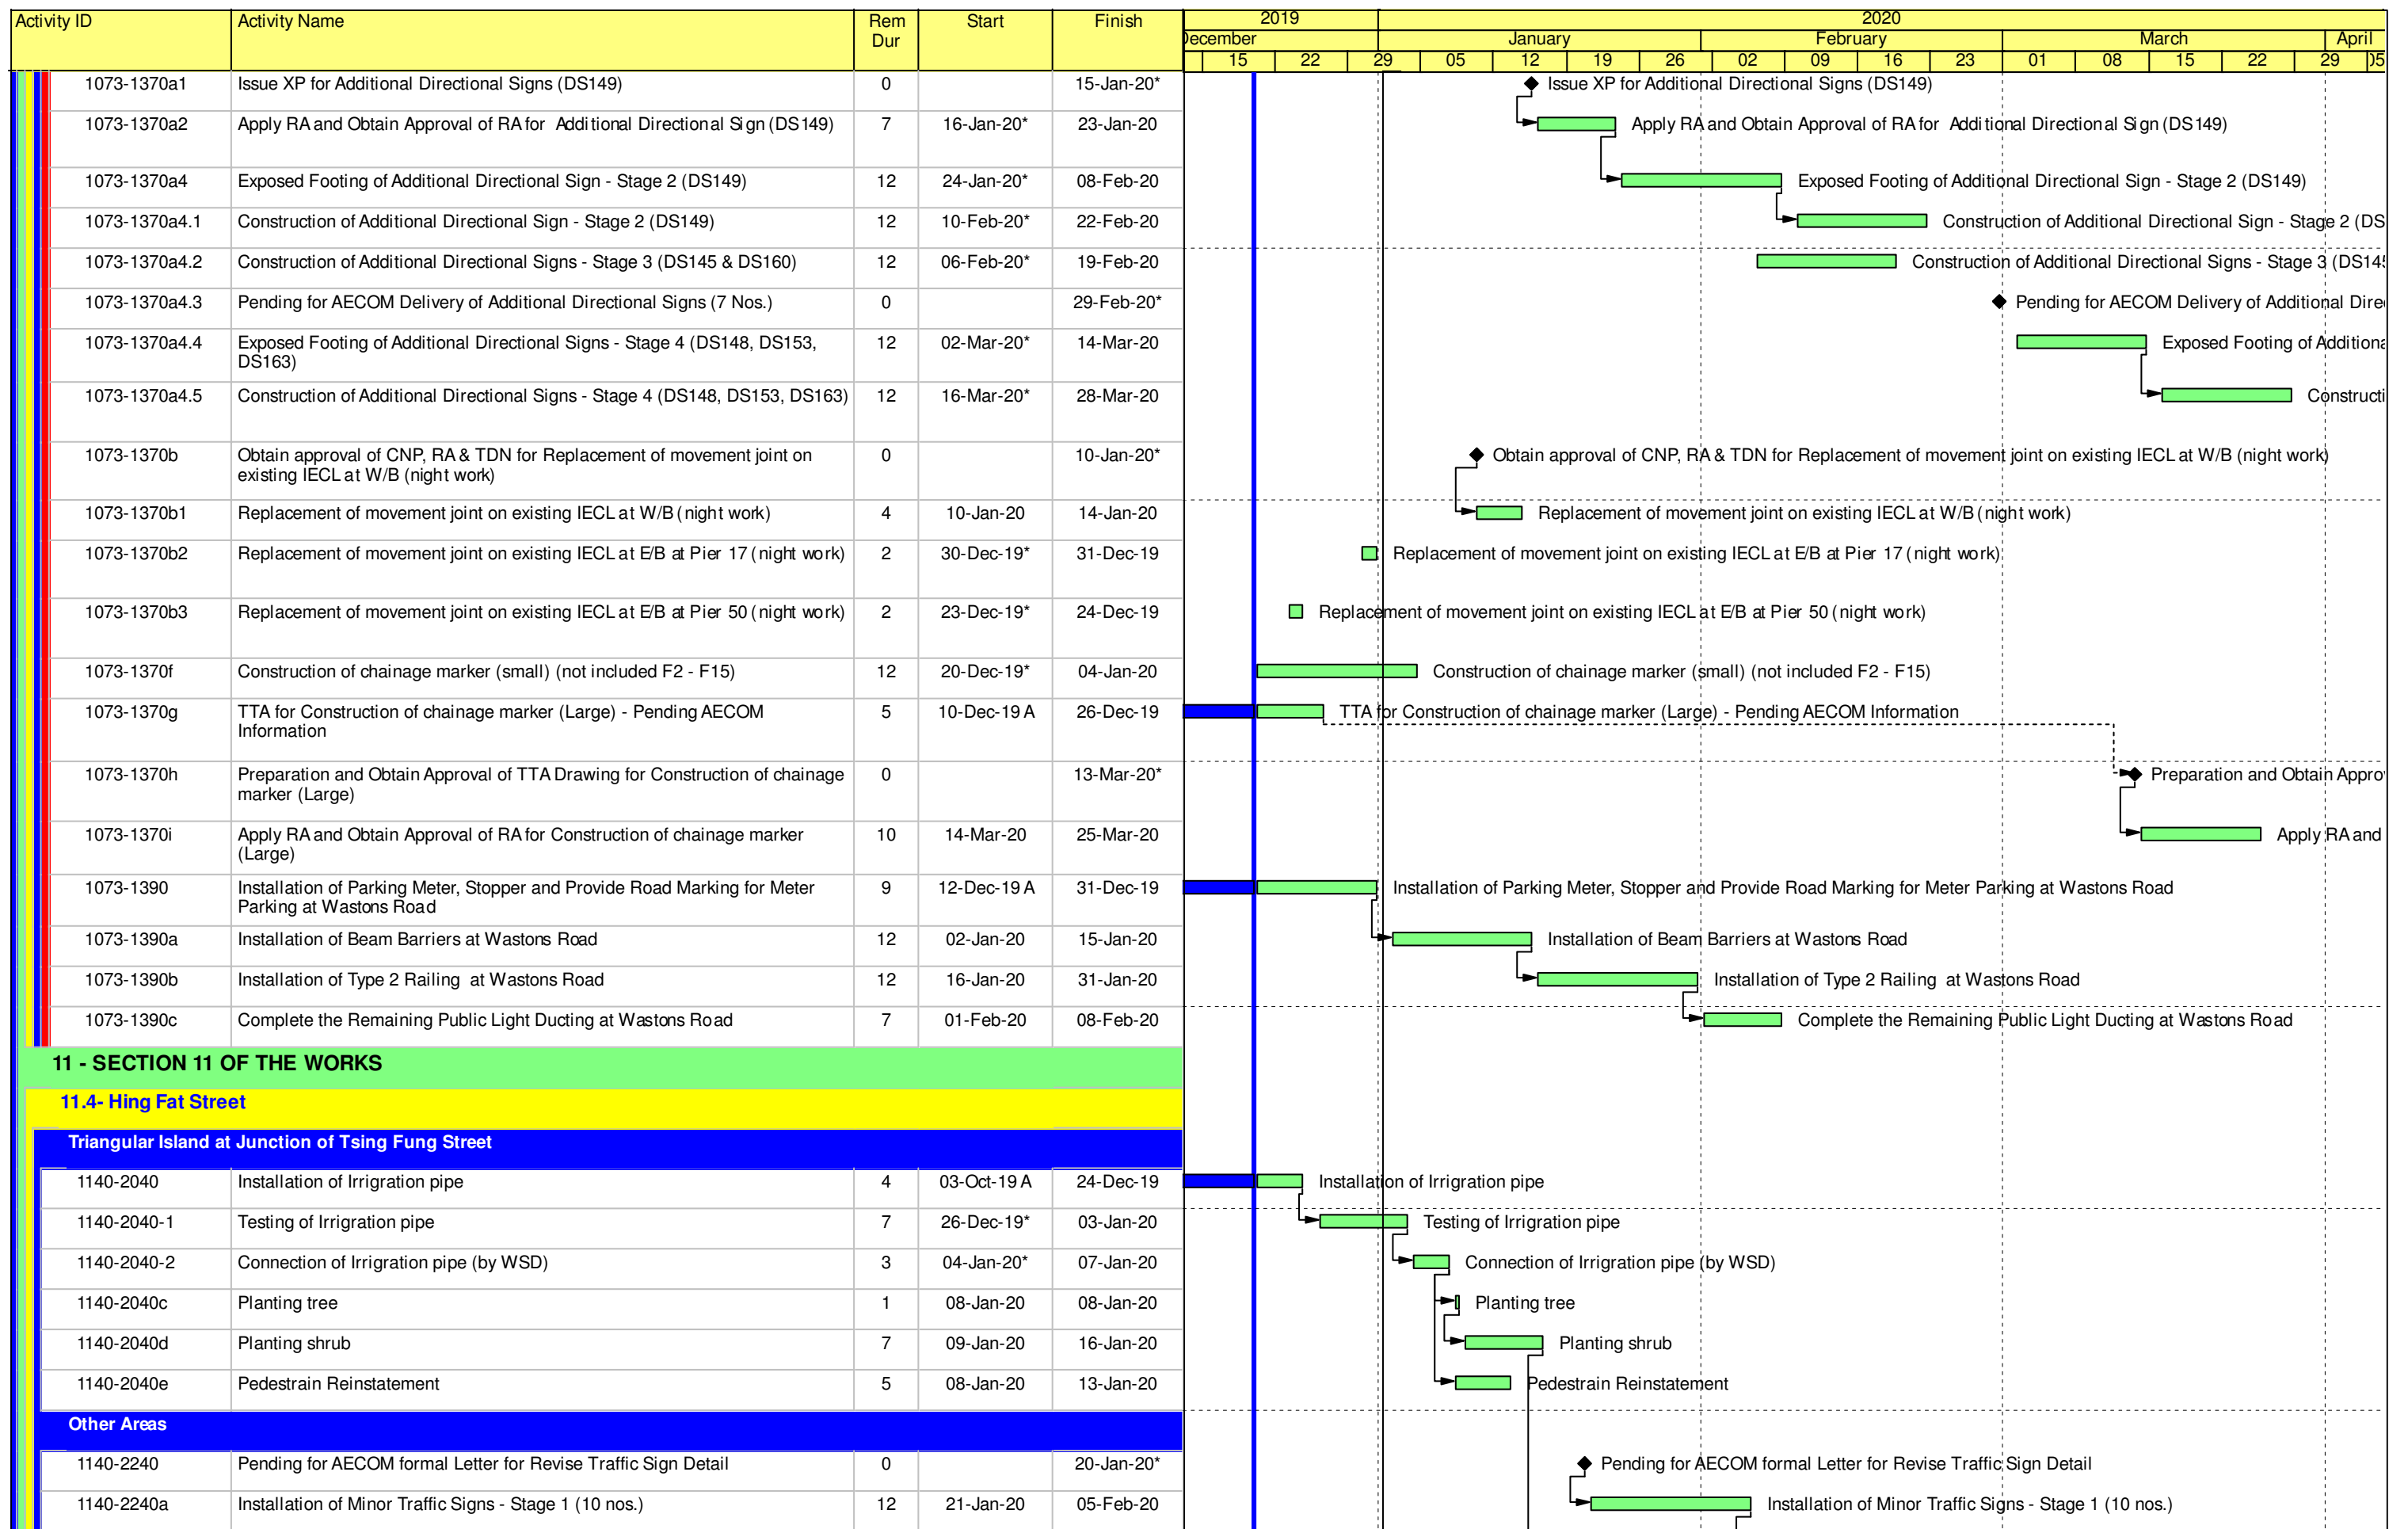 Activity ID Activity Name Rem Dur Start Finish 2019 2020
December January February March April
15 22 29 05 12 19 26 02 09 16 23 01 08 15 22 29 05
1073-1370a1 Issue XP for Additional Directional Signs (DS149) 0 15-Jan-20* Issue XP for Additional Directional Signs (DS149)
1073-1370a2 Apply RA and Obtain Approval of RA for Additional Directional Sign (DS149) 7 16-Jan-20* 23-Jan-20 Apply RA and Obtain Approval of RA for Additional Directional Sign (DS149)
1073-1370a4 Exposed Footing of Additional Directional Sign - Stage 2 (DS149) 12 24-Jan-20* 08-Feb-20 Exposed Footing of Additional Directional Sign - Stage 2 (DS149)
1073-1370a4.1 Construction of Additional Directional Sign - Stage 2 (DS149) 12 10-Feb-20* 22-Feb-20 Construction of Additional Directional Sign - Stage 2 (DS
1073-1370a4.2 Construction of Additional Directional Signs - Stage 3 (DS145 & DS160) 12 06-Feb-20* 19-Feb-20 Construction of Additional Directional Signs - Stage 3 (DS145
1073-1370a4.3 Pending for AECOM Delivery of Additional Directional Signs (7 Nos.) 0 29-Feb-20* Pending for AECOM Delivery of Additional Dire
1073-1370a4.4 Exposed Footing of Additional Directional Signs - Stage 4 (DS148, DS153, 12 02-Mar-20* 14-Mar-20 Exposed Footing of Additiona
DS163)
1073-1370a4.5 Construction of Additional Directional Signs - Stage 4 (DS148, DS153, DS163) 12 16-Mar-20* 28-Mar-20 Constructi
1073-1370b Obtain approval of CNP, RA & TDN for Replacement of movement joint on 0 10-Jan-20* Obtain approval of CNP, RA & TDN for Replacement of movement joint on existing IECL at W/B (night work)
existing IECL at W/B (night work)
1073-1370b1 Replacement of movement joint on existing IECL at W/B (night work) 4 10-Jan-20 14-Jan-20 Replacement of movement joint on existing IECL at W/B (night work)
1073-1370b2 Replacement of movement joint on existing IECL at E/B at Pier 17 (night work) 2 30-Dec-19* 31-Dec-19 Replacement of movement joint on existing IECL at E/B at Pier 17 (night work)
1073-1370b3 Replacement of movement joint on existing IECL at E/B at Pier 50 (night work) 2 23-Dec-19* 24-Dec-19 Replacement of movement joint on existing IECL at E/B at Pier 50 (night work)
1073-1370f Construction of chainage marker (small) (not included F2 - F15) 12 20-Dec-19* 04-Jan-20 Construction of chainage marker (small) (not included F2 - F15)
1073-1370g TTA for Construction of chainage marker (Large) - Pending AECOM 5 10-Dec-19 A 26-Dec-19 TTA for Construction of chainage marker (Large) - Pending AECOM Information
Information
1073-1370h Preparation and Obtain Approval of TTA Drawing for Construction of chainage 0 13-Mar-20* Preparation and Obtain Appro
marker (Large)
1073-1370i Apply RA and Obtain Approval of RA for Construction of chainage marker 10 14-Mar-20 25-Mar-20 Apply RA and
(Large)
1073-1390 Installation of Parking Meter, Stopper and Provide Road Marking for Meter 9 12-Dec-19 A 31-Dec-19 Installation of Parking Meter, Stopper and Provide Road Marking for Meter Parking at Wastons Road
Parking at Wastons Road
1073-1390a Installation of Beam Barriers at Wastons Road 12 02-Jan-20 15-Jan-20 Installation of Beam Barriers at Wastons Road
1073-1390b Installation of Type 2 Railing at Wastons Road 12 16-Jan-20 31-Jan-20 Installation of Type 2 Railing at Wastons Road
1073-1390c Complete the Remaining Public Light Ducting at Wastons Road 7 01-Feb-20 08-Feb-20 Complete the Remaining Public Light Ducting at Wastons Road
11 - SECTION 11 OF THE WORKS
11.4- Hing Fat Street
Triangular Island at Junction of Tsing Fung Street
1140-2040 Installation of Irrigration pipe 4 03-Oct-19 A 24-Dec-19 Installation of Irrigration pipe
1140-2040-1 Testing of Irrigration pipe 7 26-Dec-19* 03-Jan-20 Testing of Irrigration pipe
1140-2040-2 Connection of Irrigration pipe (by WSD) 3 04-Jan-20* 07-Jan-20 Connection of Irrigration pipe (by WSD)
1140-2040c Planting tree 1 08-Jan-20 08-Jan-20 Planting tree
1140-2040d Planting shrub 7 09-Jan-20 16-Jan-20 Planting shrub
1140-2040e Pedestrain Reinstatement 5 08-Jan-20 13-Jan-20 Pedestrain Reinstatement
Other Areas
1140-2240 Pending for AECOM formal Letter for Revise Traffic Sign Detail 0 20-Jan-20* Pending for AECOM formal Letter for Revise Traffic Sign Detail
1140-2240a Installation of Minor Traffic Signs - Stage 1 (10 nos.) 12 21-Jan-20 05-Feb-20 Installation of Minor Traffic Signs - Stage 1 (10 nos.)